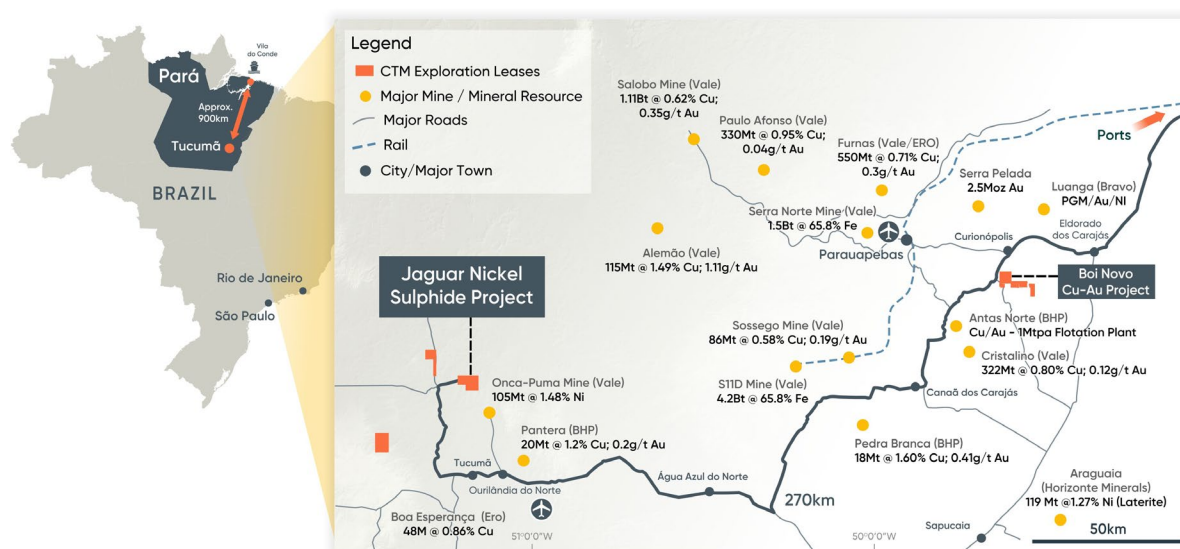 Vila
do Conde
Pará
Approx.
900km
Tucumã
BRAZIL
Rio de Janeiro
São Paulo
Legend
CTM Exploration Leases
Major Mine / Mineral Resource
Major Roads
Rail
City/Major Town
Salobo Mine (Vale)
1.11Bt @ 0.62% Cu;
0.35g/t Au
Paulo Afonso (Vale)
330Mt @ 0.95% Cu;
0.04g/t Au
Furnas (Vale/ERO)
550Mt @ 0.71% Cu;
0.3g/t Au
Ports
Serra Pelada
2.5Moz Au
Luanga (Bravo)
PGM/Au/NI
Serra Norte Mine (Vale)
1.5Bt @ 65.8% Fe
Parauapebas
Curionópolis
Eldorado
dos Carajás
Alemão (Vale)
115Mt @ 1.49% Cu; 1.11g/t Au
Jaguar Nickel
Sulphide Project
Boi Novo
Cu-Au Project
Antas Norte (BHP)
Cu/Au - 1Mtpa Flotation Plant
Sossego Mine (Vale)
86Mt @ 0.58% Cu; 0.19g/t Au
Cristalino (Vale)
322Mt @ 0.80% Cu; 0.12g/t Au
S11D Mine (Vale)
4.2Bt @ 65.8% Fe
Canaã dos Carajás
Onca-Puma Mine (Vale)
105Mt @ 1.48% Ni
Pantera (BHP)
20Mt @ 1.2% Cu; 0.2g/t Au
Pedra Branca (BHP)
18Mt @ 1.60% Cu; 0.41g/t Au
Tucumã
Ourilândia do Norte
Água Azul do Norte
270km
Araguaia
(Horizonte Minerals)
119 Mt @1.27% Ni (Laterite)
Boa Esperança (Ero)
48M @ 0.86% Cu
Sapucaia
50km
51°0'0"W
50°0'0"W